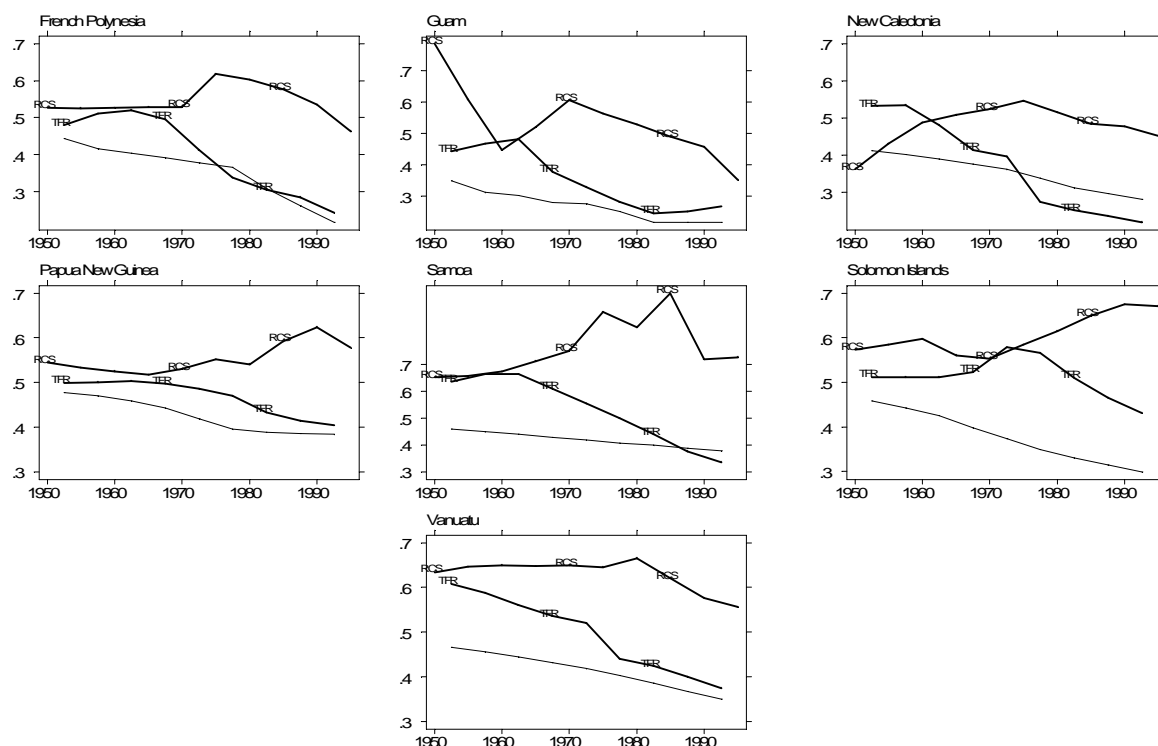 French Polynesia
.7
.6
.5
.4
.3
RCS
RCS
RCS
TFR
TFR
TFR
1950 1960 1970 1980 1990
Guam
.7
.6
.5
.4
.3
RCS
RCS
RCS
TFR
TFR
TFR
1950 1960 1970 1980 1990
New Caledonia
.7
.6
.5
.4
.3
RCS
RCS
RCS
TFR
TFR
TFR
1950 1960 1970 1980 1990
Papua New Guinea
.7
.6
.5
.4
.3
RCS
RCS
RCS
TFR
TFR
TFR
1950 1960 1970 1980 1990
Samoa
.7
.6
.5
.4
.3
RCS
RCS
RCS
TFR
TFR
TFR
1950 1960 1970 1980 1990
Solomon Islands
.7
.6
.5
.4
.3
RCS
RCS
RCS
TFR
TFR
TFR
1950 1960 1970 1980 1990
Vanuatu
.7
.6
.5
.4
.3
RCS
RCS
RCS
TFR
TFR
TFR
1950 1960 1970 1980 1990